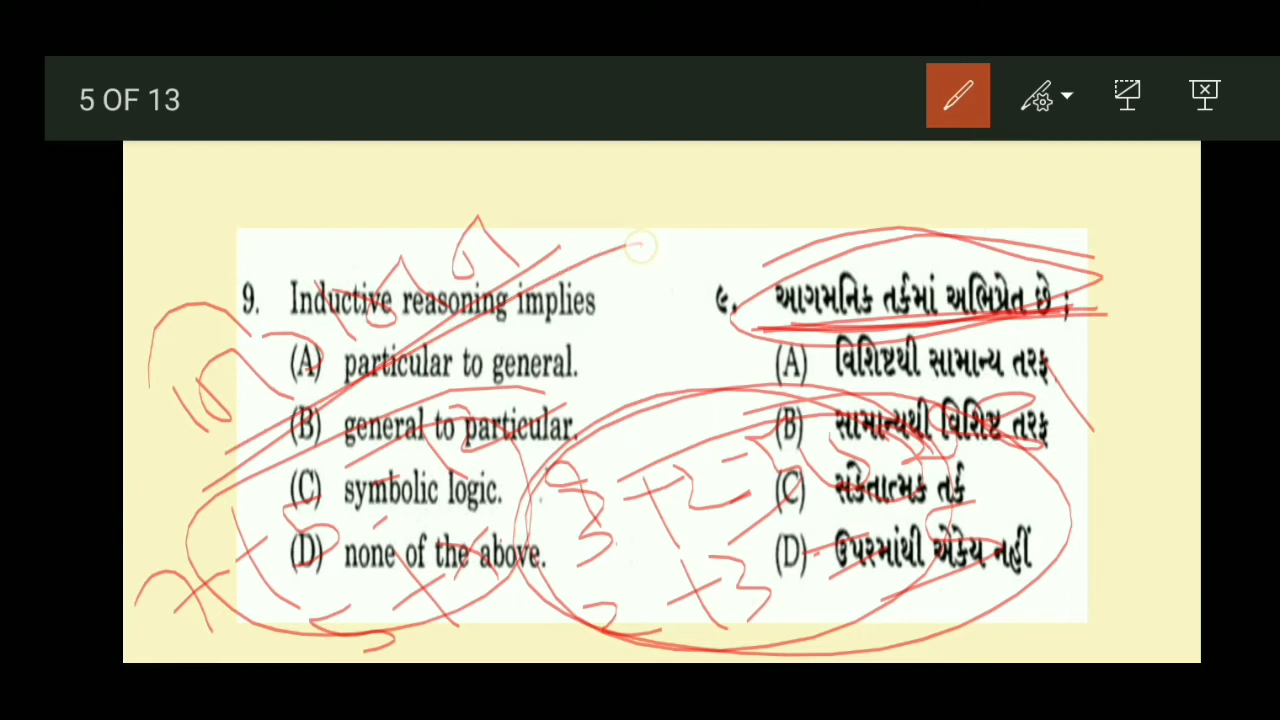 5 OF 13
9. Inductive reasoning implies
(A) particular to general.
(B) general to particular.
(C) symbolic logic.
(D) none of the above.
૯. આગમનિક તર્કમાં અભિપ્રેત છે ;
(A) વિશિષ્ટથી સામાન્ય તરફ
(B) સામાન્યથી વિશિષ્ટ તરફ
(C) સંકેતાત્મક તર્ક
(D) ઉપરમાંથી એકેય નહીં